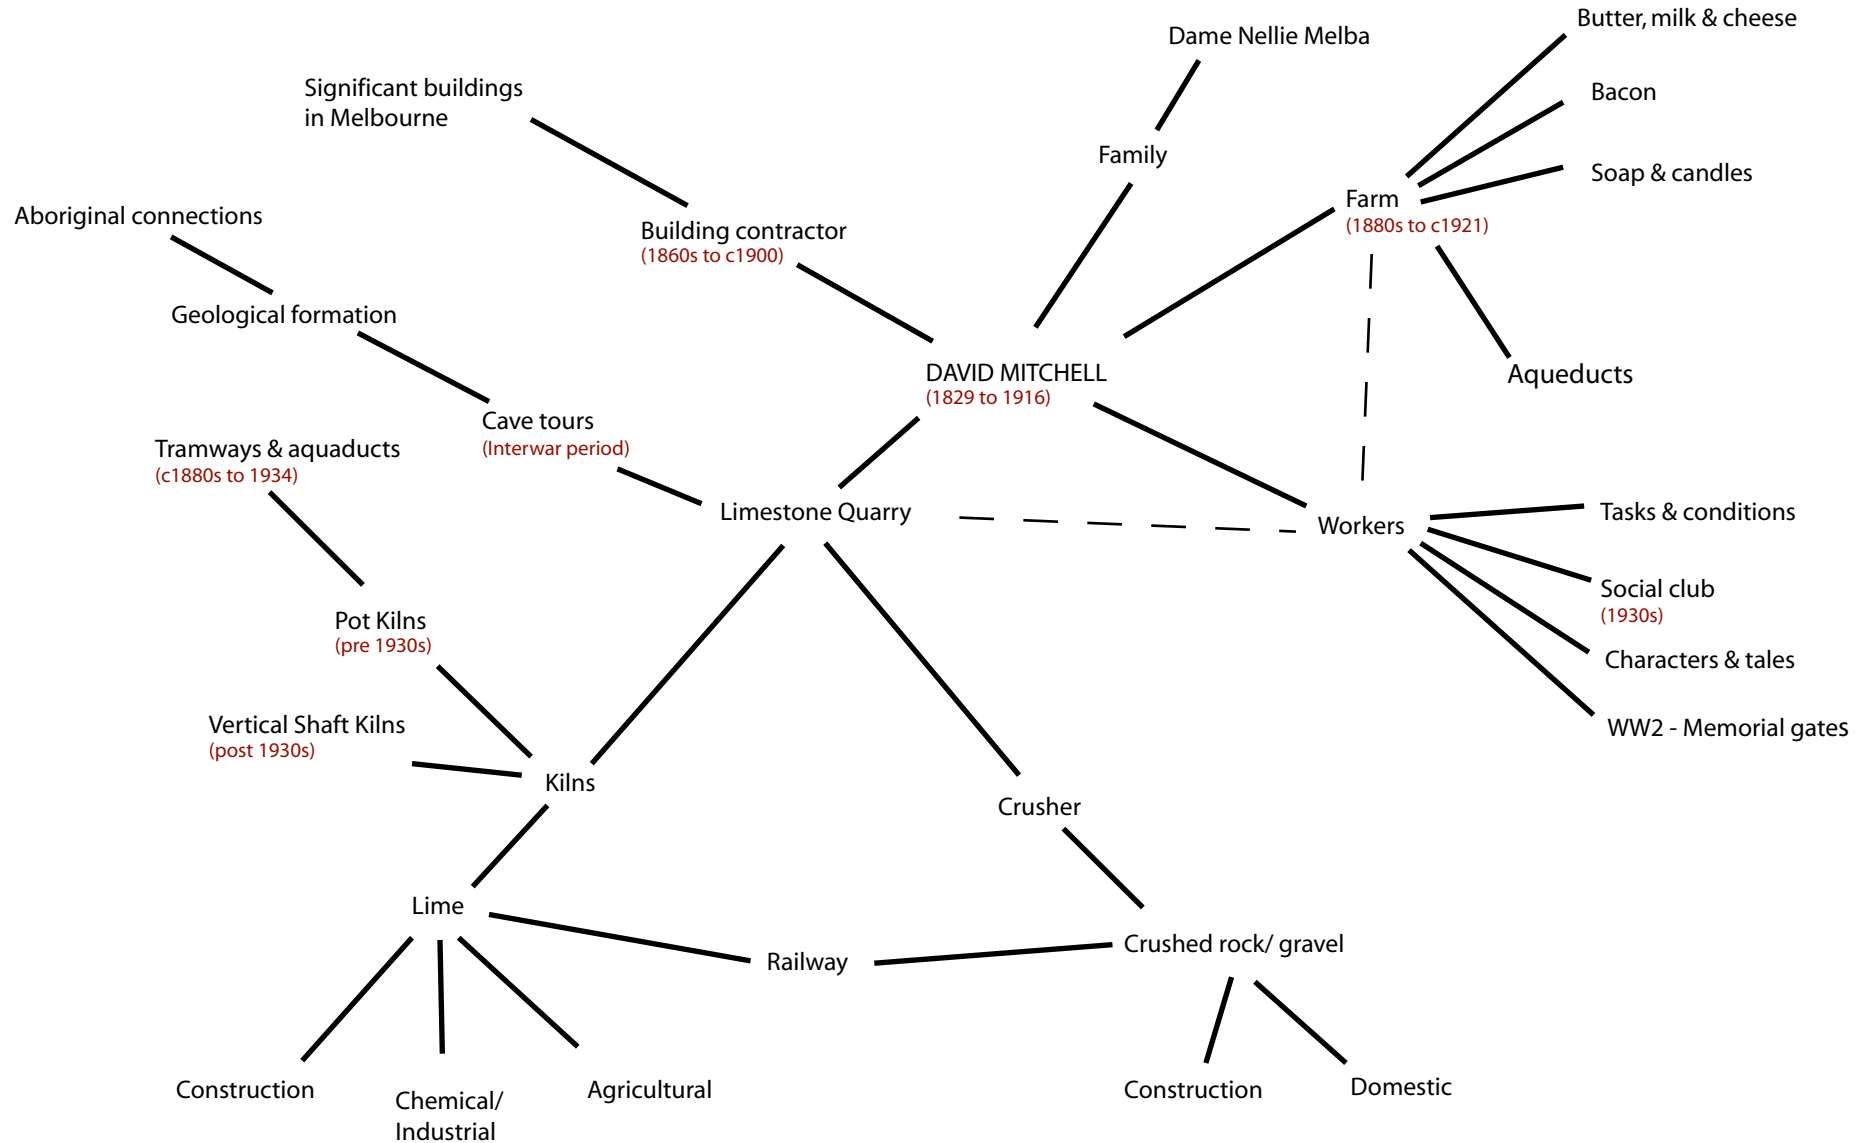 Butter, milk & cheese
Dame Nellie Melba
Significant buildings
in Melbourne
Bacon
Family
Soap & candles
Farm
(1880s to c1921)
Aboriginal connections
Building contractor
(1860s to c1900)
Geological formation
DAVID MITCHELL
(1829 to 1916)
Aqueducts
Cave tours
(Interwar period)
Tramways & aquaducts
(c1880s to 1934)
Limestone Quarry
Workers
Tasks & conditions
Social club
(1930s)
Pot Kilns
(pre 1930s)
Characters & tales
Vertical Shaft Kilns
(post 1930s)
WW2 - Memorial gates
Kilns
Crusher
Lime
Railway
Crushed rock/ gravel
Construction
Chemical/
Industrial
Agricultural
Construction
Domestic